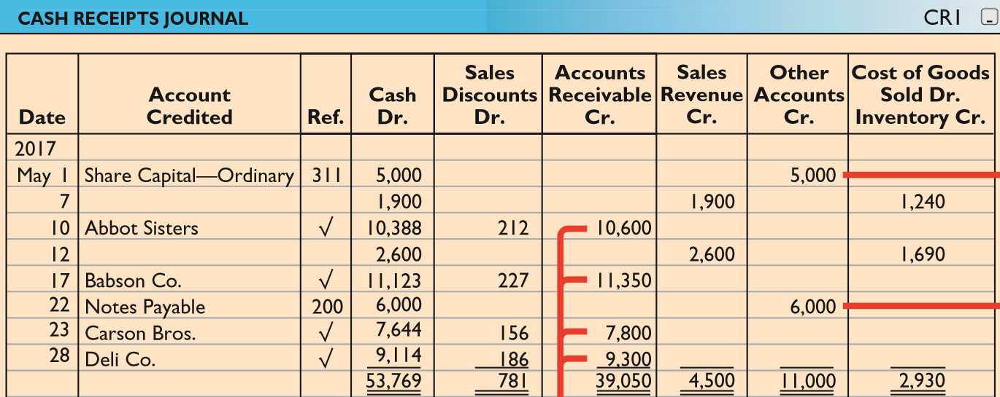 CASH RECEIPTS JOURNAL CR1
Date Account Credited Ref. Cash Dr. Sales Discounts Dr. Accounts Receivable Cr. Sales Revenue Cr. Other Accounts Cr. Cost of Goods Sold Dr. Inventory Cr.
2017
May 1 Share Capital—Ordinary 311 5,000 5,000
7 1,900 1,900 1,240
10 Abbot Sisters √ 10,388 212 10,600
12 2,600 2,600 1,690
17 Babson Co. √ 11,123 227 11,350
22 Notes Payable 200 6,000 6,000
23 Carson Bros. √ 7,644 156 7,800
28 Deli Co. √ 9,114 186 9,300
53,769 781 39,050 4,500 11,000 2,930